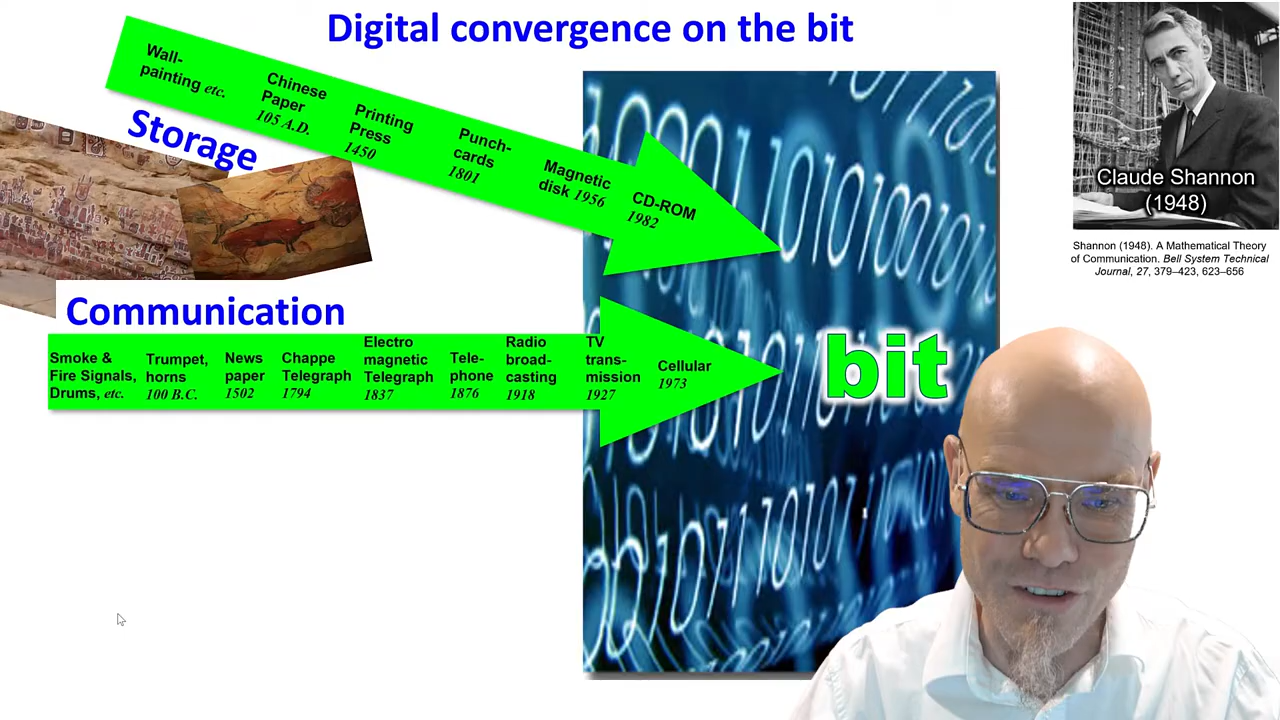 Digital convergence on the bit
Wall-
painting etc.
Chinese
Paper
105 A.D.
Printing
Press
1450
Punch-
cards
1801
Magnetic
disk 1956
CD-ROM
1982
Storage
Claude Shannon
(1948)
Shannon (1948). A Mathematical Theory
of Communication. Bell System Technical
Journal, 27, 379–423, 623–656
Communication
Smoke &
Fire Signals,
Drums, etc.
Trumpet,
horns
100 B.C.
News
paper
1502
Chappe
Telegraph
1794
Electro
magnetic
Telegraph
1837
Tele-
phone
1876
Radio
broad-
casting
1918
TV
trans-
mission
1927
Cellular
1973
bit